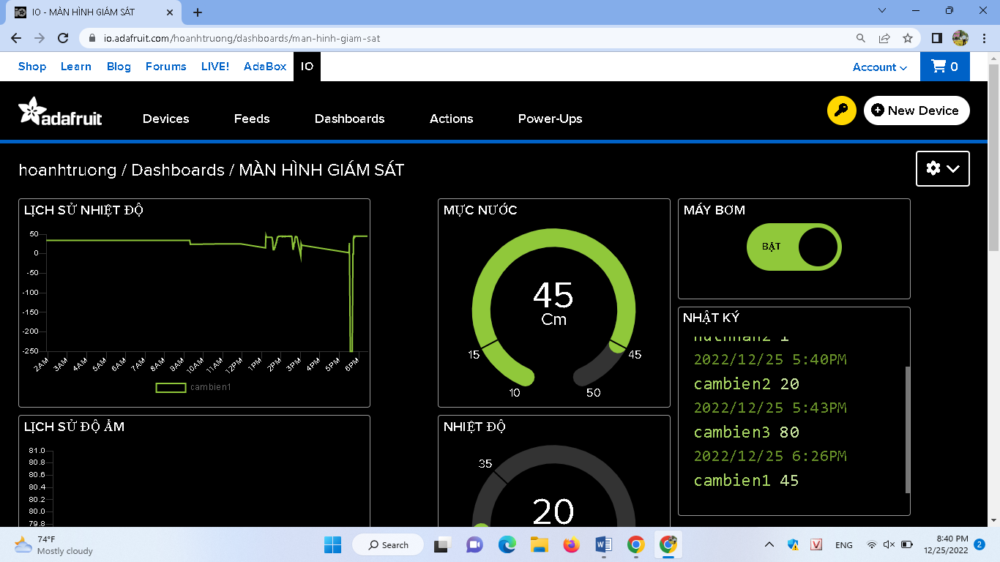 IO - MÀN HÌNH GIÁM SÁT
io.adafruit.com/hoanhtruong/dashboards/man-hinh-giam-sat
Shop Learn Blog Forums LIVE! AdaBox IO Account 0
adafruit Devices Feeds Dashboards Actions Power-Ups New Device
hoanhtruong / Dashboards / MÀN HÌNH GIÁM SÁT
LỊCH SỬ NHIỆT ĐỘ
50
0
-50
-100
-150
-200
-250
2AM 3AM 4AM 5AM 6AM 7AM 8AM 9AM 10AM 11AM 12PM 1PM 2PM 3PM 4PM 5PM 6PM
cambien1
MỰC NƯỚC
45
Cm
15 45
10 50
MÁY BƠM
BẬT
NHẬT KÝ
nutnhan2 1
2022/12/25 5:40PM
cambien2 20
2022/12/25 5:43PM
cambien3 80
2022/12/25 6:26PM
cambien1 45
LỊCH SỬ ĐỘ ẨM
81.0
80.8
80.6
80.4
80.2
80.0
79.8
NHIỆT ĐỘ
35
20
74°F
Mostly cloudy
Search
ENG
8:40 PM
12/25/2022
2